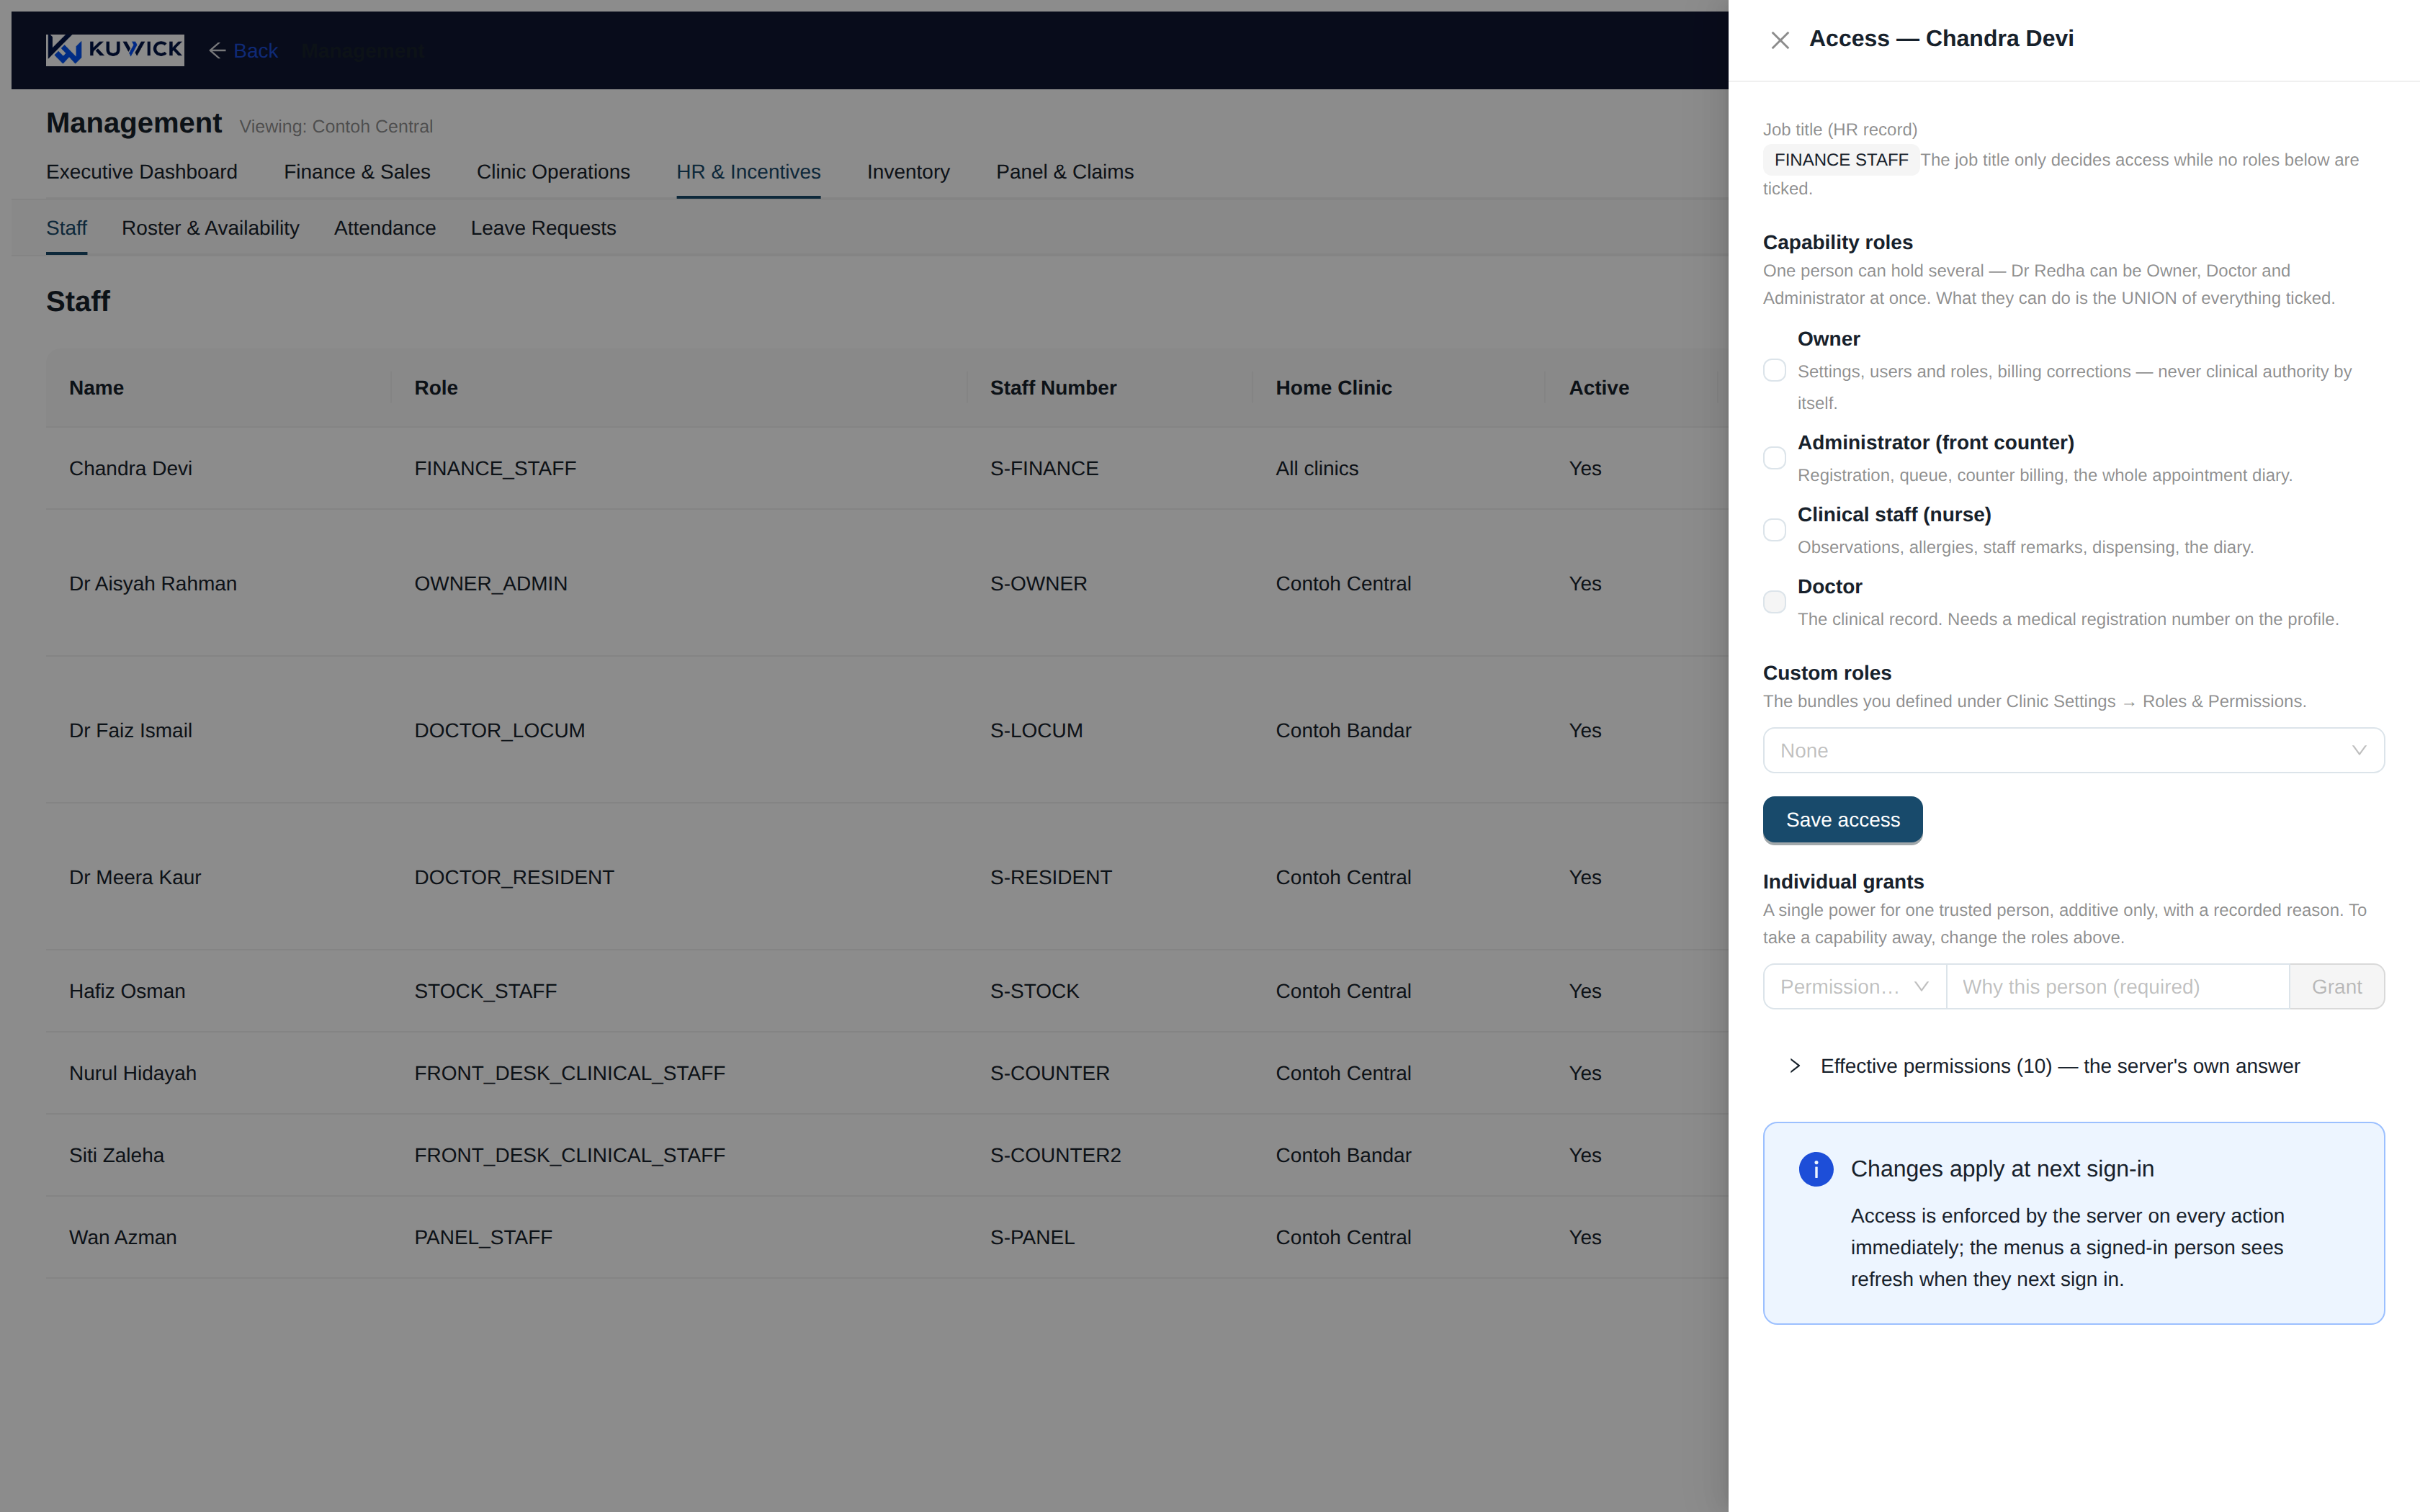 KUWICK
Back Management
Management Viewing: Contoh Central
Executive Dashboard Finance & Sales Clinic Operations HR & Incentives Inventory Panel & Claims
Staff Roster & Availability Attendance Leave Requests
Staff
Name Role Staff Number Home Clinic Active
Chandra Devi FINANCE_STAFF S-FINANCE All clinics Yes
Dr Aisyah Rahman OWNER_ADMIN S-OWNER Contoh Central Yes
Dr Faiz Ismail DOCTOR_LOCUM S-LOCUM Contoh Bandar Yes
Dr Meera Kaur DOCTOR_RESIDENT S-RESIDENT Contoh Central Yes
Hafiz Osman STOCK_STAFF S-STOCK Contoh Central Yes
Nurul Hidayah FRONT_DESK_CLINICAL_STAFF S-COUNTER Contoh Central Yes
Siti Zaleha FRONT_DESK_CLINICAL_STAFF S-COUNTER2 Contoh Bandar Yes
Wan Azman PANEL_STAFF S-PANEL Contoh Central Yes
Access — Chandra Devi
Job title (HR record)
FINANCE STAFF The job title only decides access while no roles below are
ticked.
Capability roles
One person can hold several — Dr Redha can be Owner, Doctor and
Administrator at once. What they can do is the UNION of everything ticked.
Owner
Settings, users and roles, billing corrections — never clinical authority by
itself.
Administrator (front counter)
Registration, queue, counter billing, the whole appointment diary.
Clinical staff (nurse)
Observations, allergies, staff remarks, dispensing, the diary.
Doctor
The clinical record. Needs a medical registration number on the profile.
Custom roles
The bundles you defined under Clinic Settings → Roles & Permissions.
None
Save access
Individual grants
A single power for one trusted person, additive only, with a recorded reason. To
take a capability away, change the roles above.
Permission... Why this person (required) Grant
Effective permissions (10) — the server's own answer
Changes apply at next sign-in
Access is enforced by the server on every action
immediately; the menus a signed-in person sees
refresh when they next sign in.